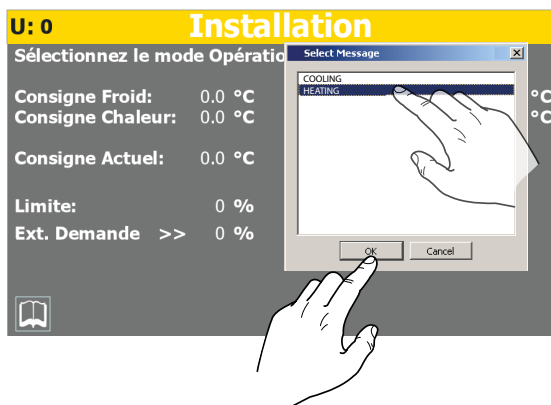 U: 0 Installation
Sélectionnez le mode Opératio
Select Message
COOLING
HEATING
OK Cancel
Consigne Froid: 0.0 °C °C
Consigne Chaleur: 0.0 °C °C
Consigne Actuel: 0.0 °C
Limite: 0 %
Ext. Demande >> 0 %